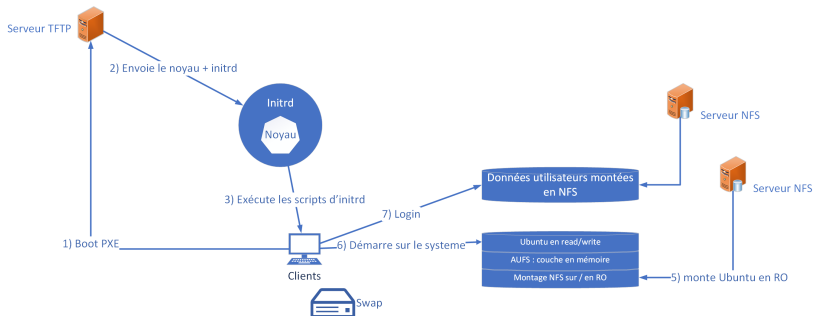 Serveur TFTP
2) Envoie le noyau + initrd
Initrd
Noyau
Serveur NFS
Données utilisateurs montées
en NFS
Serveur NFS
3) Exécute les scripts d’initrd
7) Login
1) Boot PXE
6) Démarre sur le systeme
Ubuntu en read/write
AUFS : couche en mémoire
Montage NFS sur / en RO
5) monte Ubuntu en RO
Clients
Swap